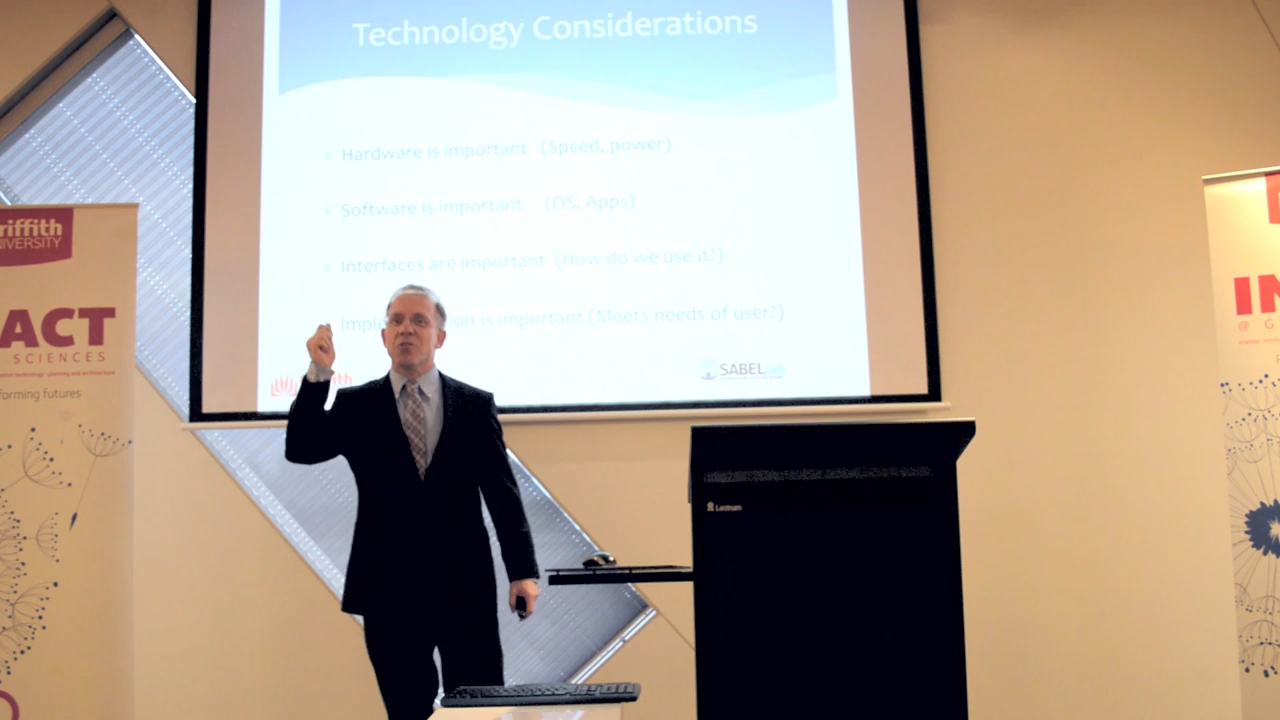 Technology Considerations
Hardware is important (Speed, power)
Software is important (OS, Apps)
Interfaces are important (How do we use it?)
is important (Meets needs of user?)
SABEL
riffith
NIVERSITY
ACT
SCIENCES
forming futures
Lectrum
IN
@ G